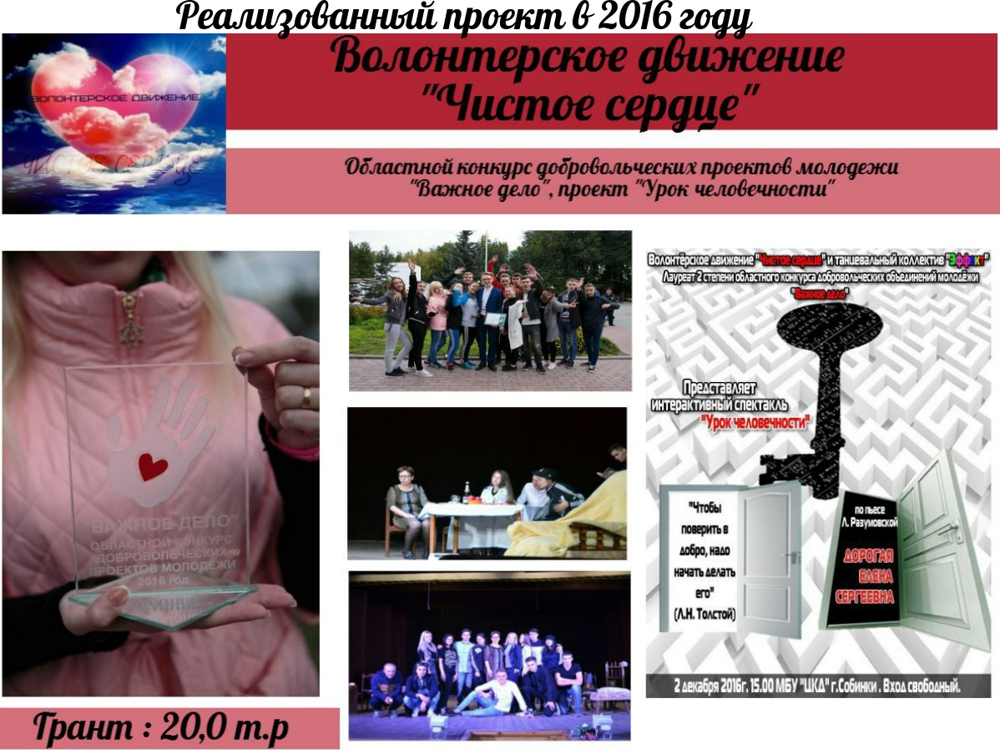 Реализованный проект в 2016 году
Волонтерское движение
"Чистое сердце"
ВОЛОНТЕРСКОЕ ДВИЖЕНИЕ
ЧИСТОЕ СЕРДЦЕ
Областной конкурс добровольческих проектов молодежи
"Важное дело", проект "Урок человечности"
"ВАЖНОЕ ДЕЛО"
ОБЛАСТНОЙ КОНКУРС
ДОБРОВОЛЬЧЕСКИХ
ПРОЕКТОВ МОЛОДЕЖИ
2016 год
Грант : 20,0 т.р
Волонтёрское движение "Чистое сердце" и танцевальный коллектив "Эффект"
Лауреат 2 степени областного конкурса добровольческих объединений молодёжи
"Важное дело"
Представляет
интерактивный спектакль
"Урок человечности"
"Чтобы
поверить в
добро, надо
начать делать
его"
(Л.Н. Толстой)
по пьесе
Л. Разумовской
ДОРОГАЯ
ЕЛЕНА
СЕРГЕЕВНА
2 декабря 2016г. 15.00 МБУ "ЦКД" г.Собинки . Вход свободный.